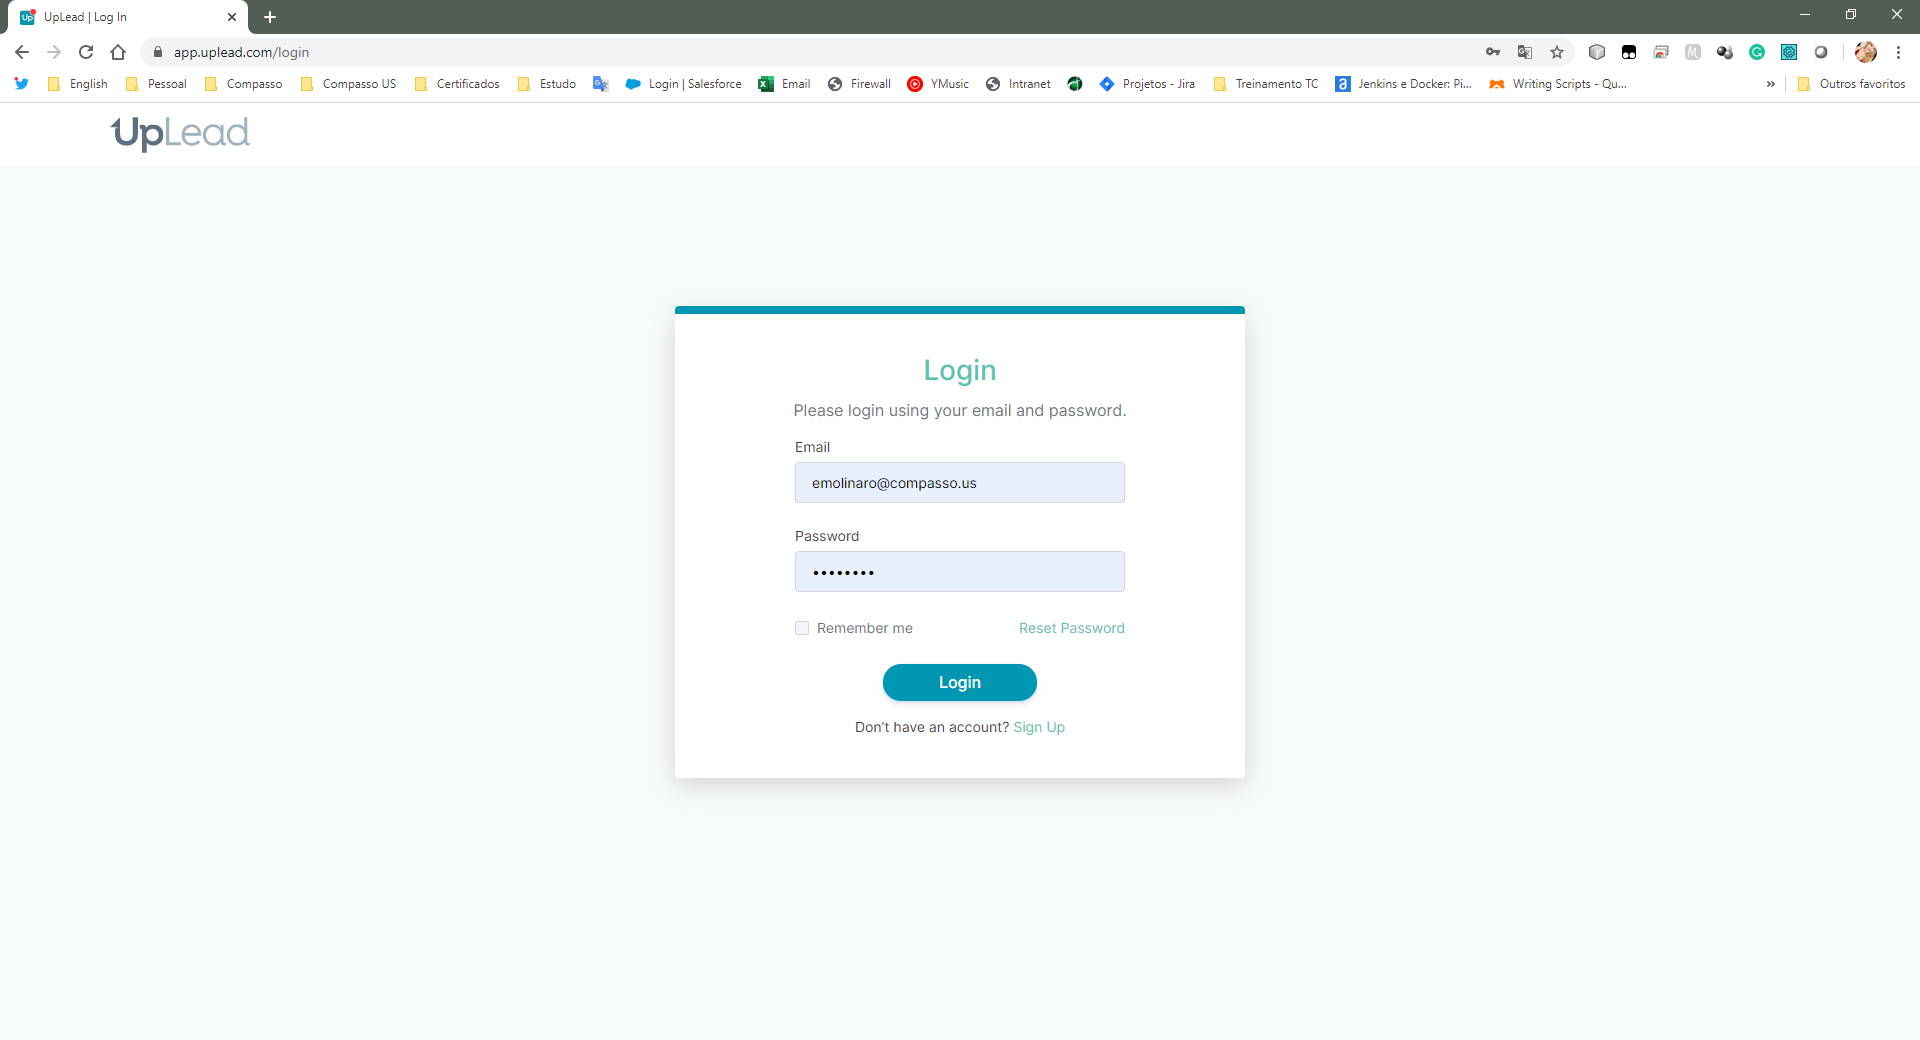 UpLead | Log In
app.uplead.com/login
English Pessoal Compasso Compasso US Certificados Estudo Login | Salesforce Email Firewall YMusic Intranet Projetos - Jira Treinamento TC Jenkins e Docker: Pi... Writing Scripts - Qu... » Outros favoritos
UpLead
Login
Please login using your email and password.
Email
emolinaro@compasso.us
Password
••••••••
Remember me Reset Password
Login
Don't have an account? Sign Up